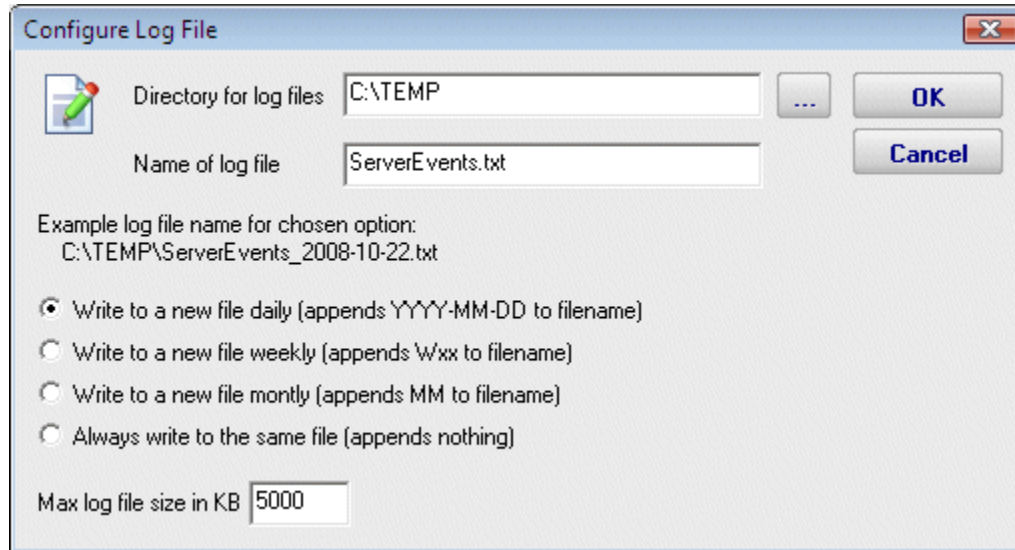 Configure Log File
Directory for log files C:\TEMP ... OK
Name of log file ServerEvents.txt Cancel
Example log file name for chosen option:
C:\TEMP\ServerEvents_2008-10-22.txt
Write to a new file daily (appends YYYY-MM-DD to filename)
Write to a new file weekly (appends Wxx to filename)
Write to a new file montly (appends MM to filename)
Always write to the same file (appends nothing)
Max log file size in KB 5000